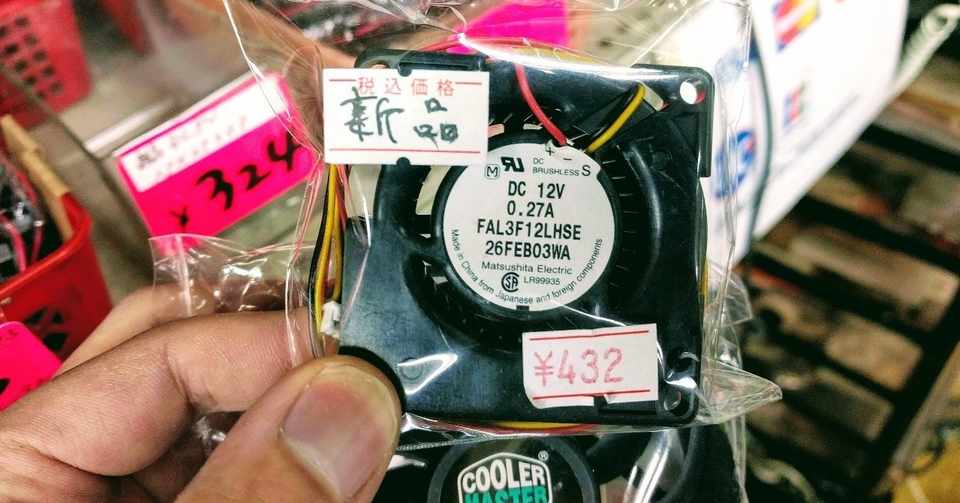 税込価格
新品
¥324
+ -
M
DC
BRUSHLESS
S
DC 12V
0.27A
FAL3F12LHSE
26FEB03WA
Matsushita Electric
LR99935
Made in China from Japanese and foreign components
¥432
COOLER
MASTER